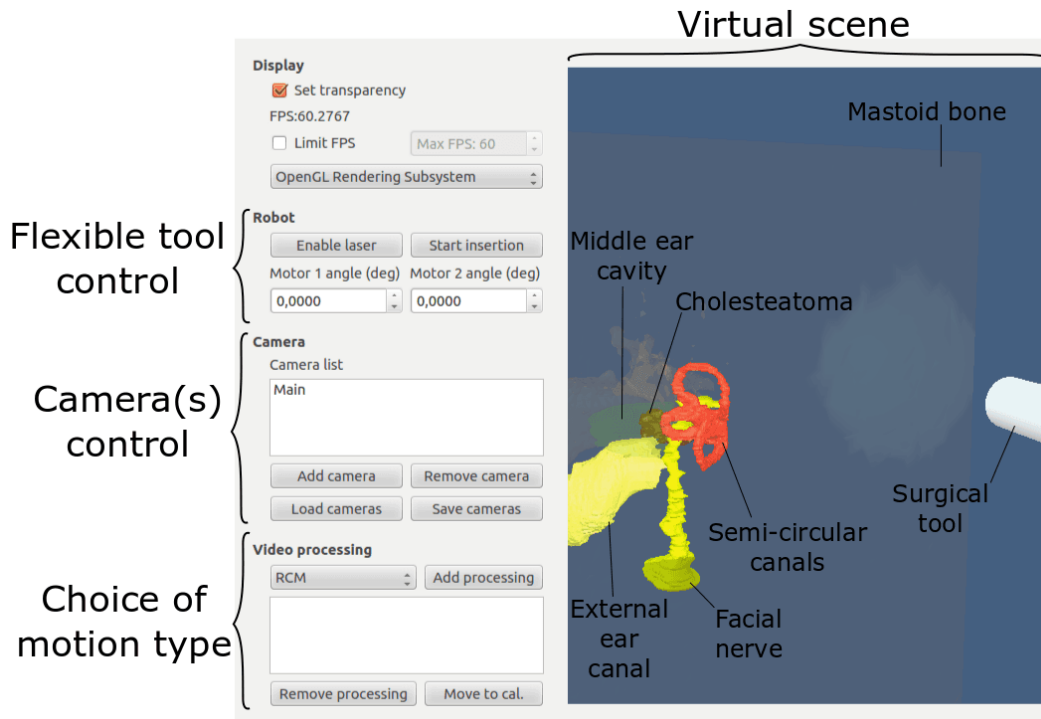 Virtual scene
Display
Set transparency
FPS:60.2767
Limit FPS
Max FPS: 60
OpenGL Rendering Subsystem
Flexible tool
control
Robot
Enable laser
Start insertion
Motor 1 angle (deg)
Motor 2 angle (deg)
0,0000
0,0000
Camera(s)
control
Camera
Camera list
Main
Add camera
Remove camera
Load cameras
Save cameras
Choice of
motion type
Video processing
RCM
Add processing
Remove processing
Move to cal.
Mastoid bone
Middle ear
cavity
Cholesteatoma
Surgical
tool
Semi-circular
canals
External
ear
canal
Facial
nerve